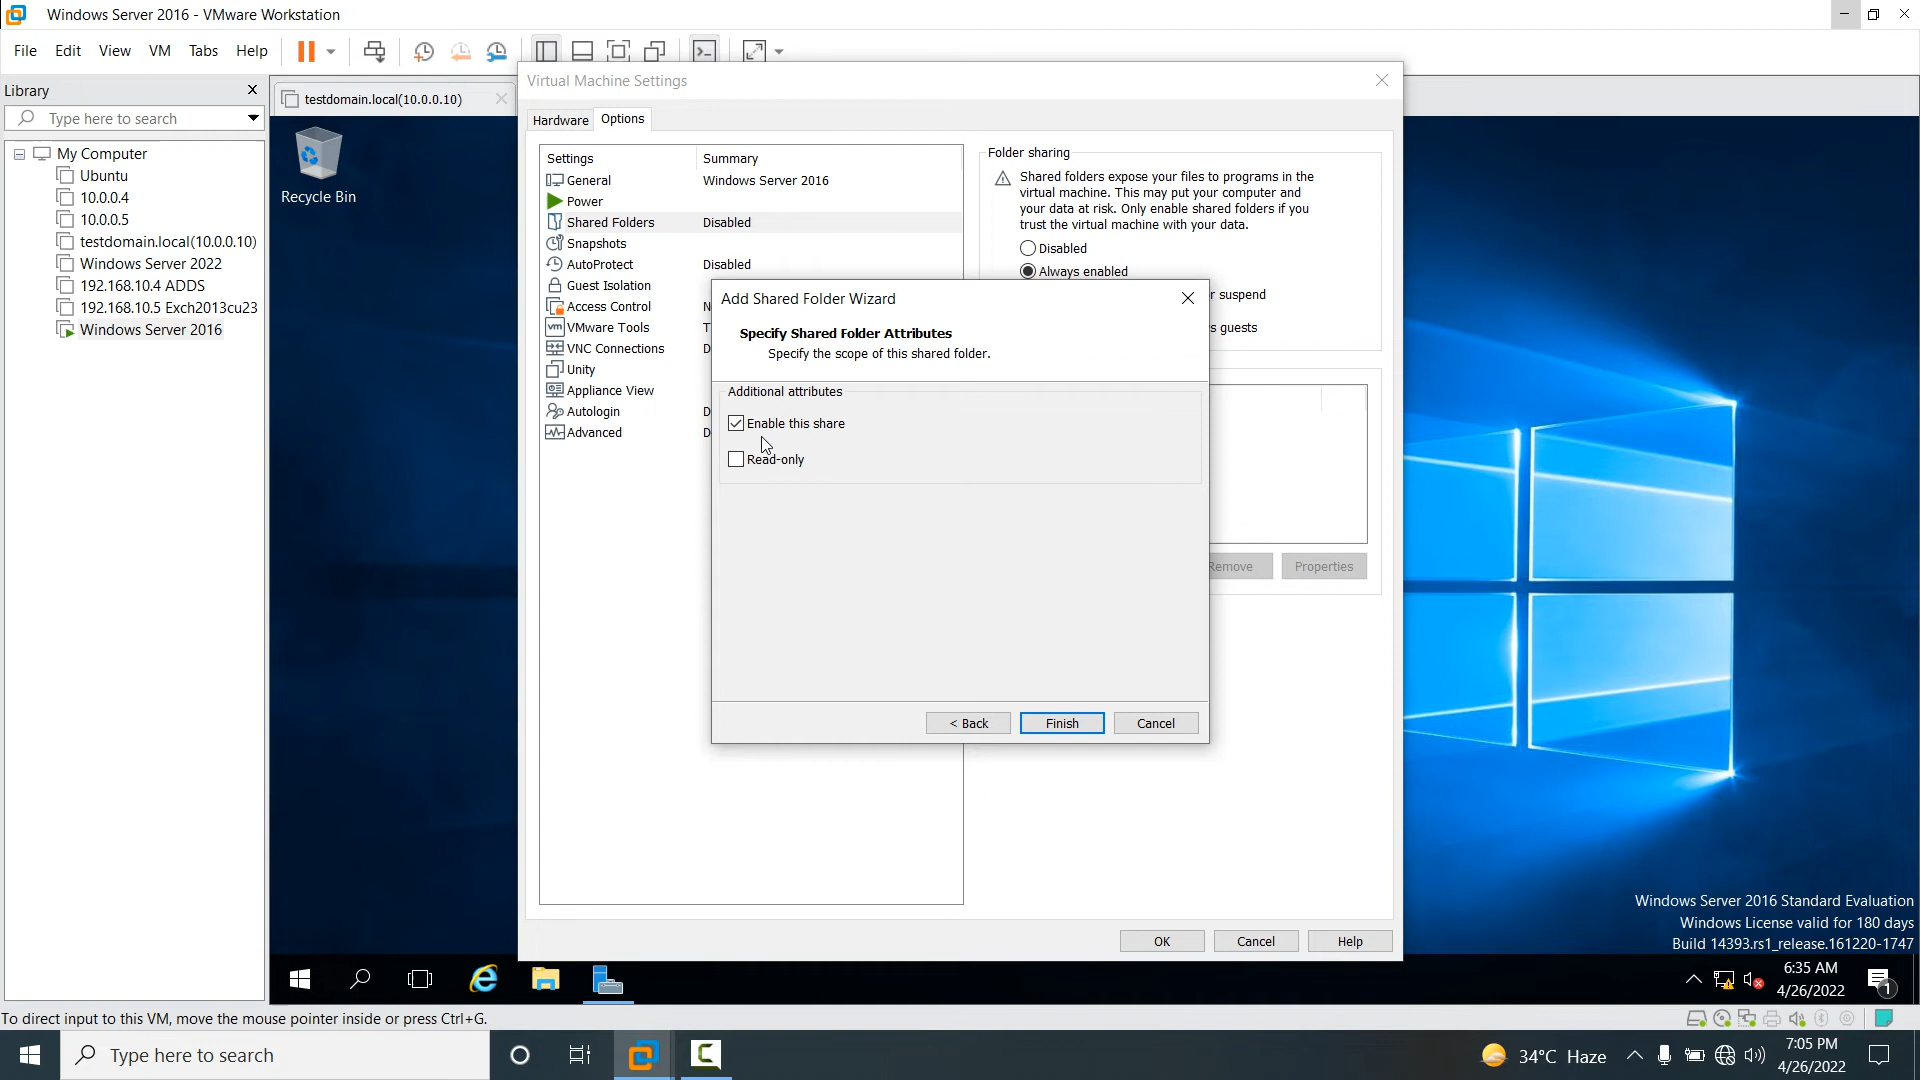 Windows Server 2016 - VMware Workstation
File Edit View VM Tabs Help
Library
Type here to search
My Computer
Ubuntu
10.0.0.4
10.0.0.5
testdomain.local(10.0.0.10)
Windows Server 2022
192.168.10.4 ADDS
192.168.10.5 Exch2013cu23
Windows Server 2016
testdomain.local(10.0.0.10)
Recycle Bin
Virtual Machine Settings
Hardware Options
Settings Summary
General Windows Server 2016
Power
Shared Folders Disabled
Snapshots
AutoProtect Disabled
Guest Isolation
Access Control N
vm VMware Tools T
VNC Connections D
Unity
Appliance View
Autologin D
Advanced D
Folder sharing
Shared folders expose your files to programs in the
virtual machine. This may put your computer and
your data at risk. Only enable shared folders if you
trust the virtual machine with your data.
Disabled
Always enabled
r suspend
s guests
Remove Properties
OK Cancel Help
Add Shared Folder Wizard
Specify Shared Folder Attributes
Specify the scope of this shared folder.
Additional attributes
Enable this share
Read-only
< Back Finish Cancel
Windows Server 2016 Standard Evaluation
Windows License valid for 180 days
Build 14393.rs1_release.161220-1747
6:35 AM
4/26/2022
1
To direct input to this VM, move the mouse pointer inside or press Ctrl+G.
Type here to search
34°C Haze
7:05 PM
4/26/2022